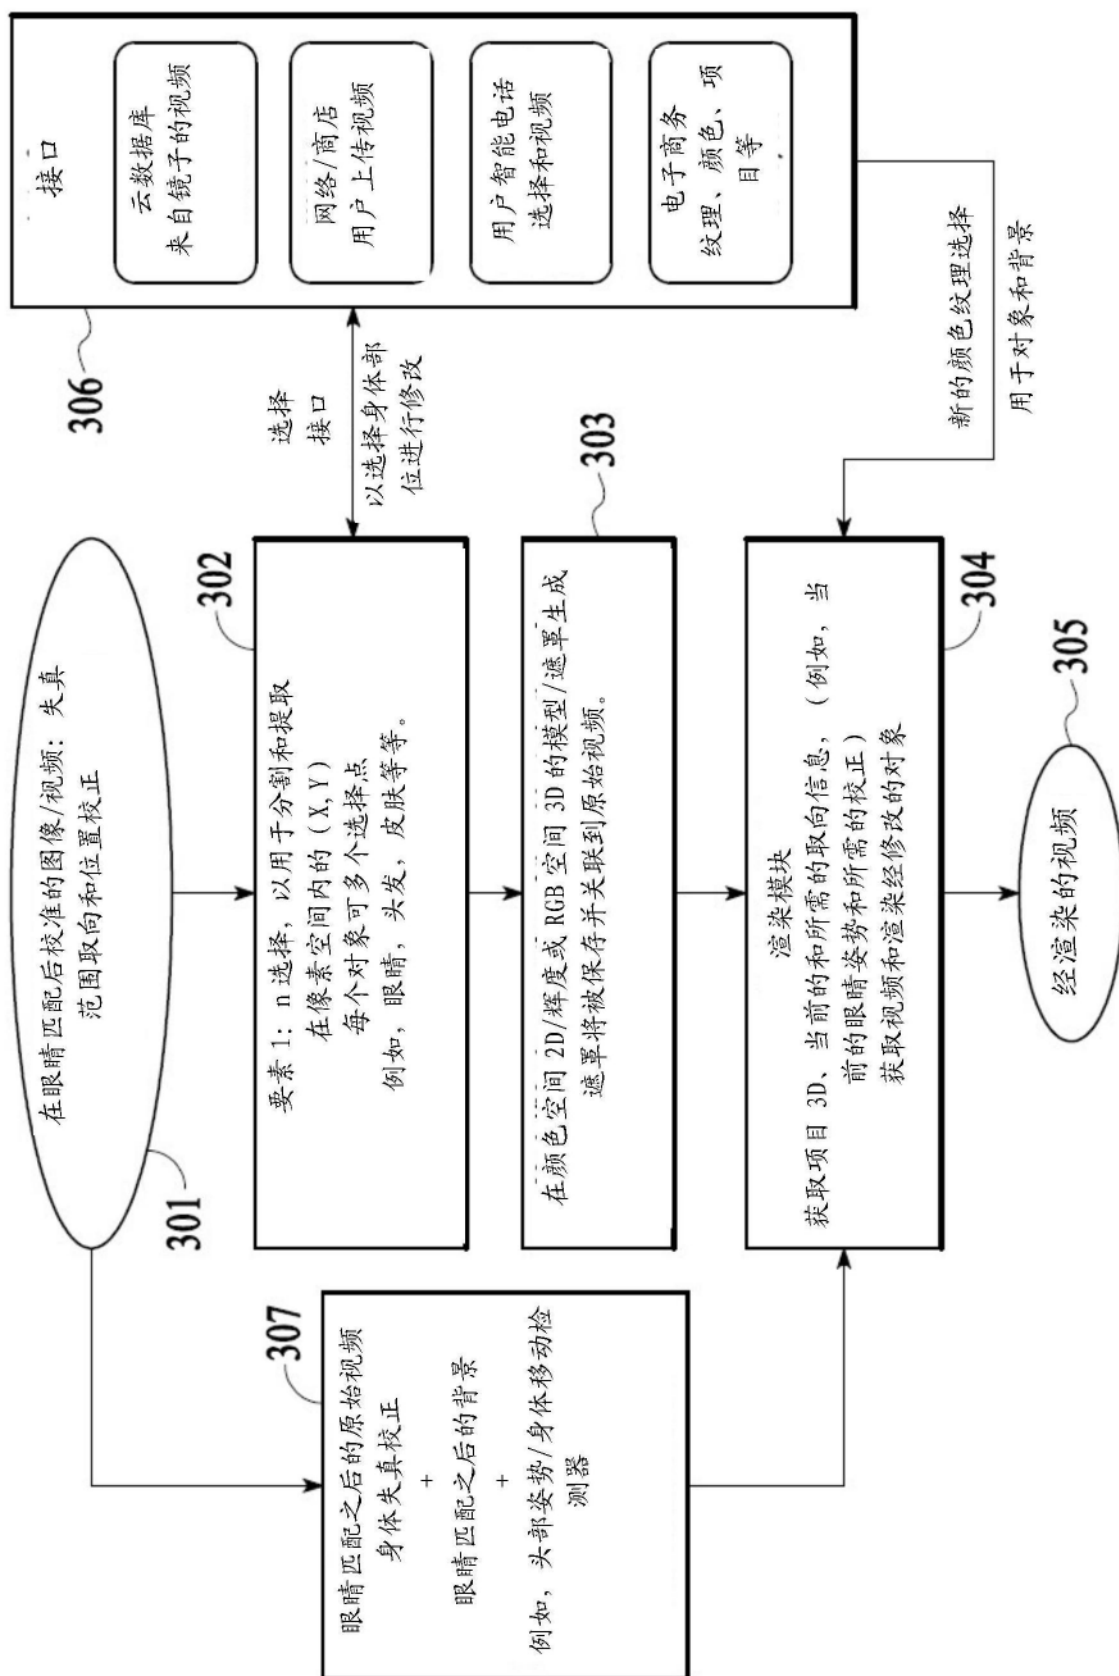 301
在眼睛匹配后校准的图像/视频：失真
范围取向和位置校正
302
要素 1：n 选择，以用于分割和提取
在像素空间内的（X,Y）
每个对象可多个选择点
例如，眼睛，头发，皮肤等等。
303
在颜色空间 2D/辉度或 RGB 空间 3D 的模型/遮罩生成
遮罩将被保存并关联到原始视频。
304
渲染模块
获取项目 3D、当前的和所需的取向信息，（例如，当
前的眼睛姿势和所需的校正）
获取视频和渲染经修改的对象
305
经渲染的视频
306
接口
云数据库
来自镜子的视频
网络/商店
用户上传视频
用户智能电话
选择和视频
电子商务
纹理、颜色、项
目等
选择
接口
以选择身体部
位进行修改
新的颜色纹理选择
用于对象和背景
307
眼睛匹配之后的原始视频
身体失真校正
+
眼睛匹配之后的背景
+
例如，头部姿势/身体移动检
测器